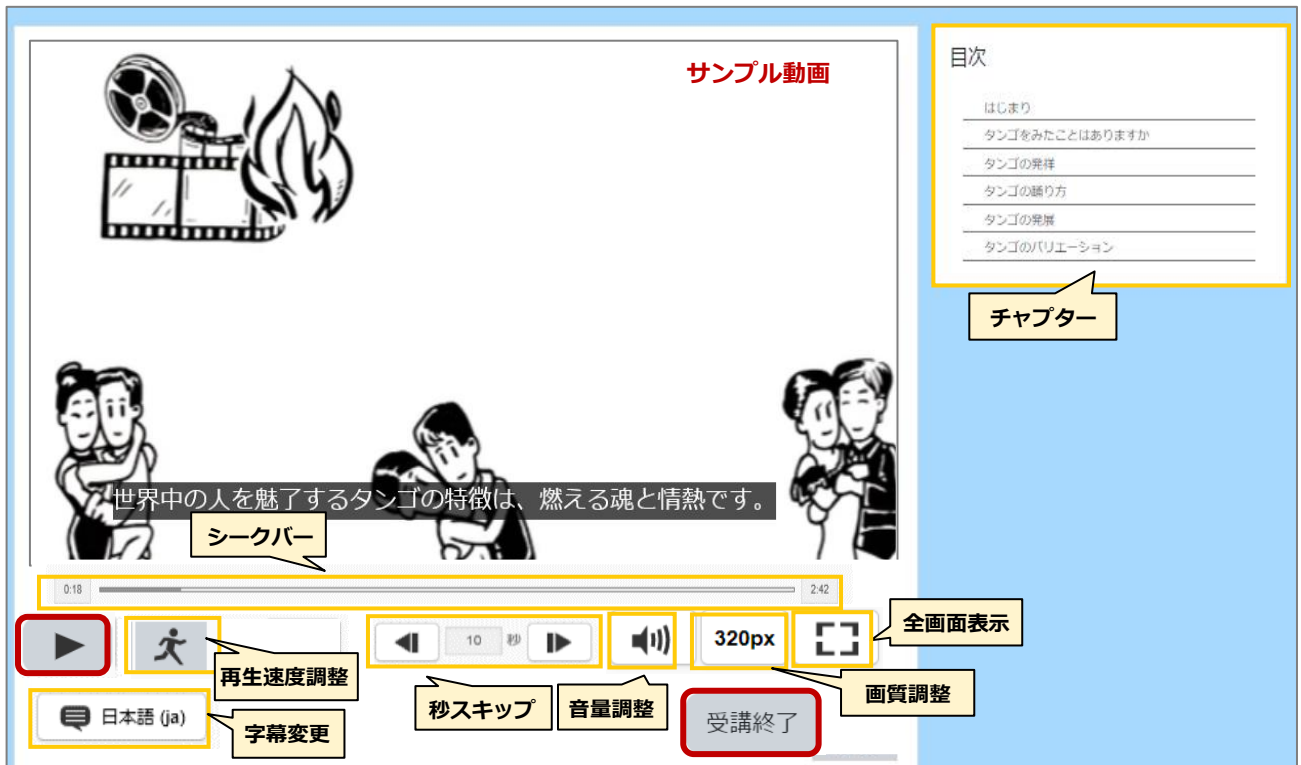 サンプル動画
目次
はじまり
タンゴをみたことはありますか
タンゴの発祥
タンゴの踊り方
タンゴの発展
タンゴのバリエーション
チャプター
世界中の人を魅了するタンゴの特徴は、燃える魂と情熱です。
シークバー
0:18
2:42
10 秒
320px
全画面表示
再生速度調整
秒スキップ
音量調整
画質調整
日本語 (ja)
字幕変更
受講終了